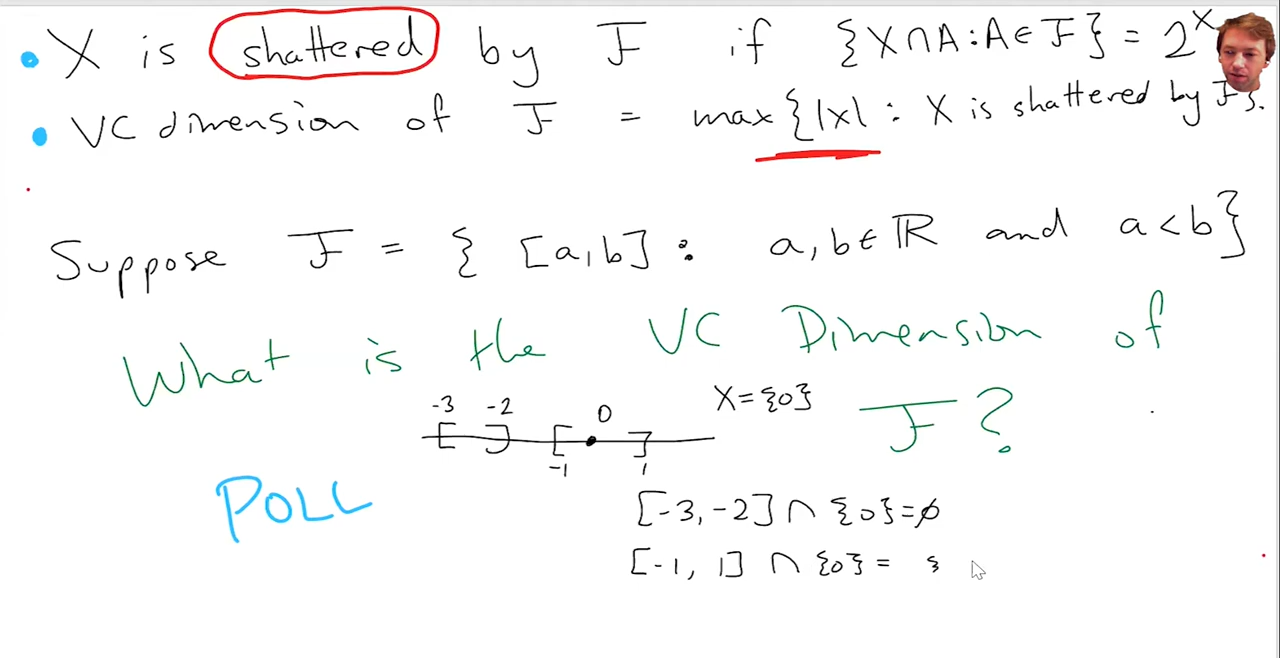 • X is shattered by F if {X∩A : A∈F} = 2^X
• VC dimension of F = max {|X| : X is shattered by F}.
Suppose F = { [a,b] : a,b ∈ ℝ and a<b}
What is the VC Dimension of
F?
X={0}
-3 -2 0
-1 1
POLL
[-3,-2] ∩ {0}=∅
[-1, 1] ∩ {0} = {